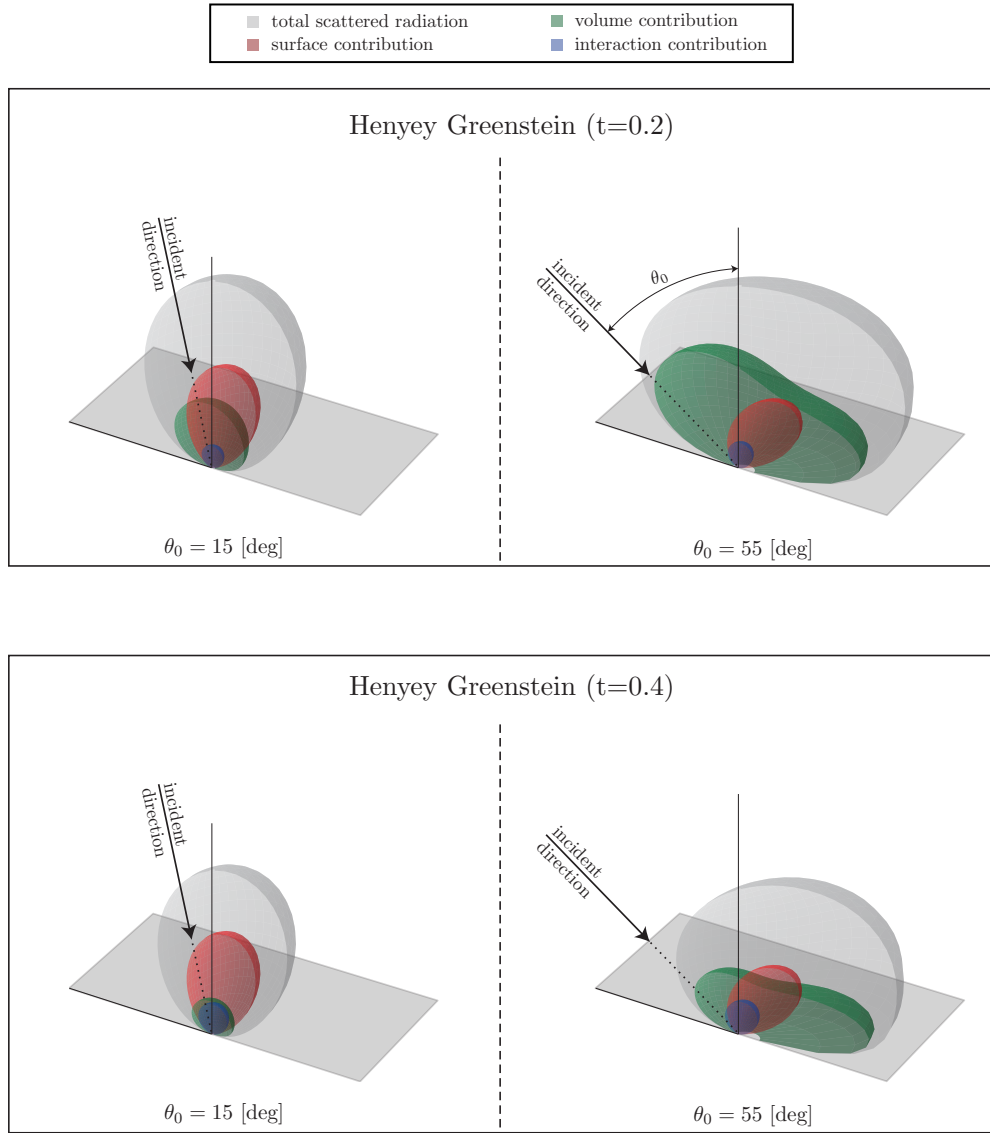 total scattered radiation
volume contribution
surface contribution
interaction contribution
Henyey Greenstein (t=0.2)
incident
direction
θ₀ = 15 [deg]
incident
direction
θ₀
θ₀ = 55 [deg]
Henyey Greenstein (t=0.4)
incident
direction
θ₀ = 15 [deg]
incident
direction
θ₀ = 55 [deg]